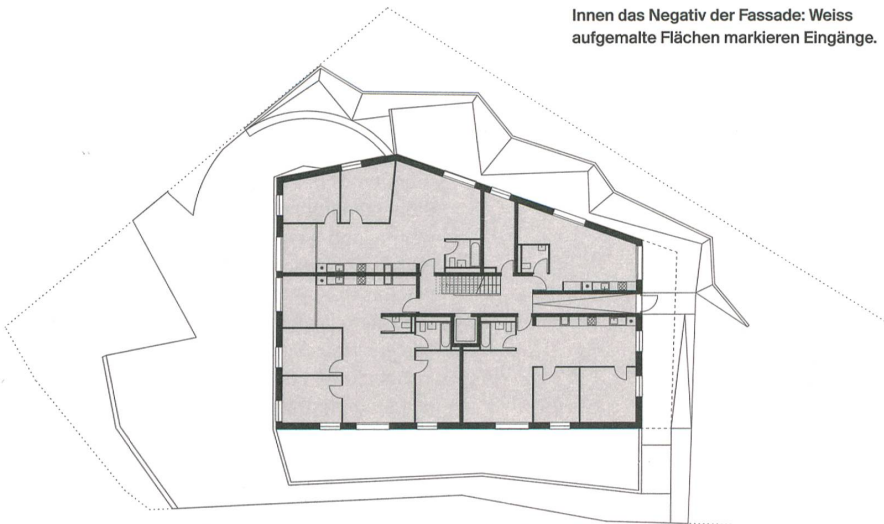 Innen das Negativ der Fassade: Weiss
aufgemalte Flächen markieren Eingänge.